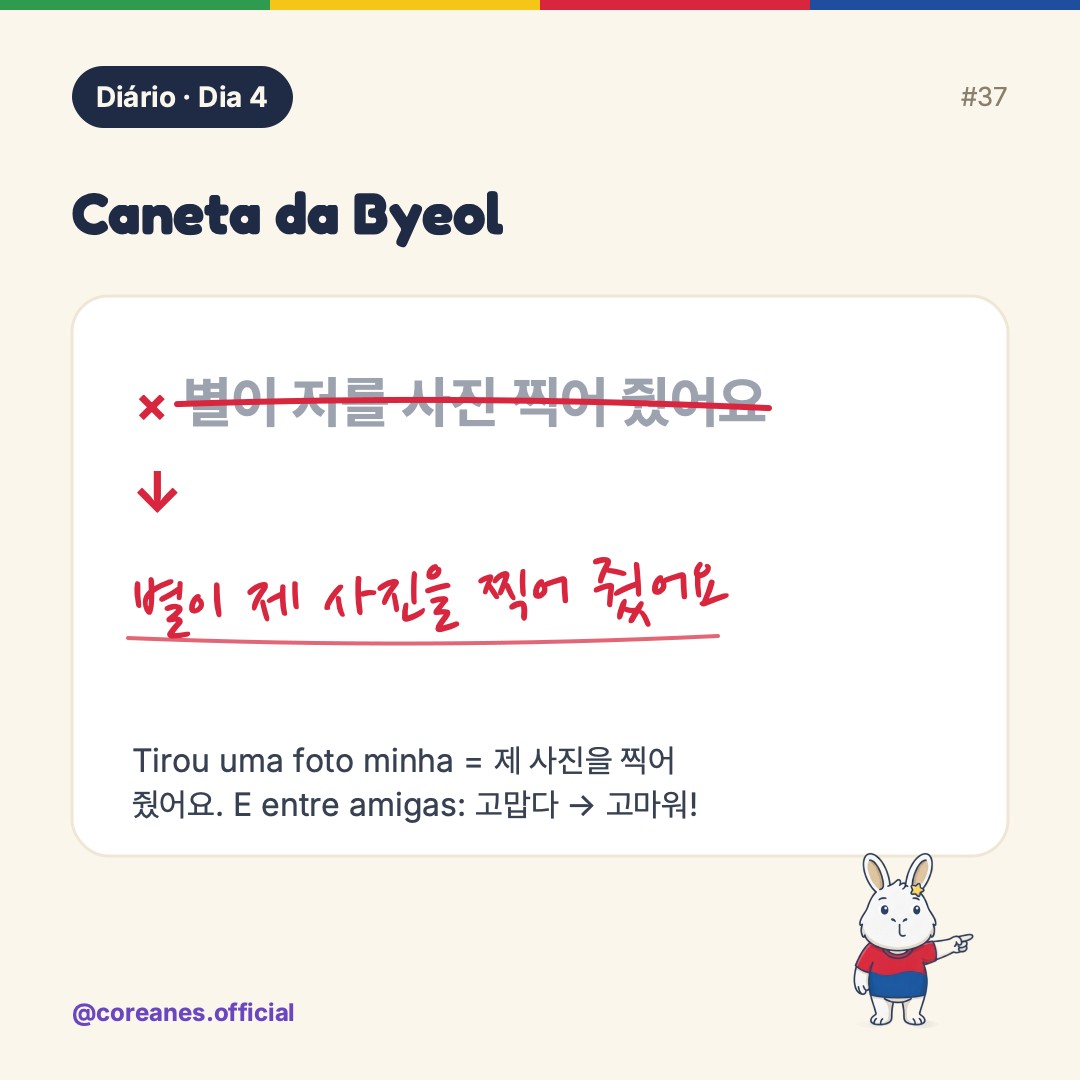 Diário · Dia 4
#37
Caneta da Byeol
× 별이 저를 사진 찍어 줬어요
↓
별이 제 사진을 찍어 줬어요
Tirou uma foto minha = 제 사진을 찍어
줬어요. E entre amigas: 고맙다 → 고마워!
@coreanes.official